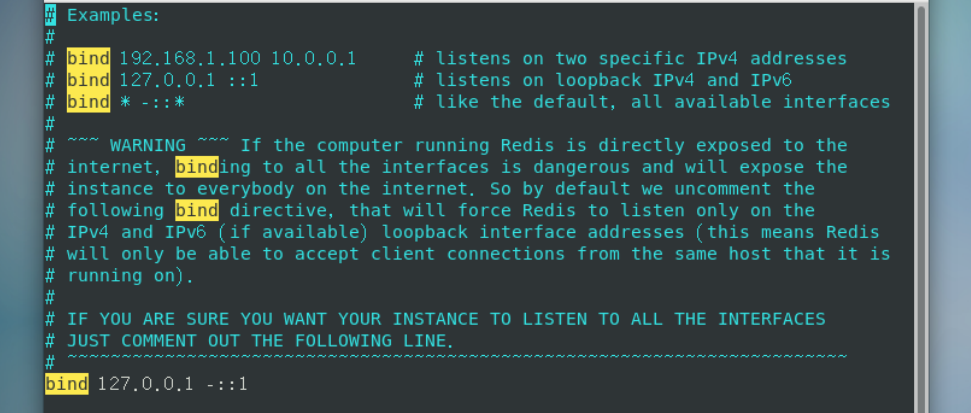 # Examples:
#
# bind 192.168.1.100 10.0.0.1     # listens on two specific IPv4 addresses
# bind 127.0.0.1 ::1              # listens on loopback IPv4 and IPv6
# bind * -::*                     # like the default, all available interfaces
#
# ~~~ WARNING ~~~ If the computer running Redis is directly exposed to the
# internet, binding to all the interfaces is dangerous and will expose the
# instance to everybody on the internet. So by default we uncomment the
# following bind directive, that will force Redis to listen only on the
# IPv4 and IPv6 (if available) loopback interface addresses (this means Redis
# will only be able to accept client connections from the same host that it is
# running on).
#
# IF YOU ARE SURE YOU WANT YOUR INSTANCE TO LISTEN TO ALL THE INTERFACES
# JUST COMMENT OUT THE FOLLOWING LINE.
# ~~~~~~~~~~~~~~~~~~~~~~~~~~~~~~~~~~~~~~~~~~~~~~~~~~~~~~~~~~~~~~~~~~~~~~~~
bind 127.0.0.1 -::1